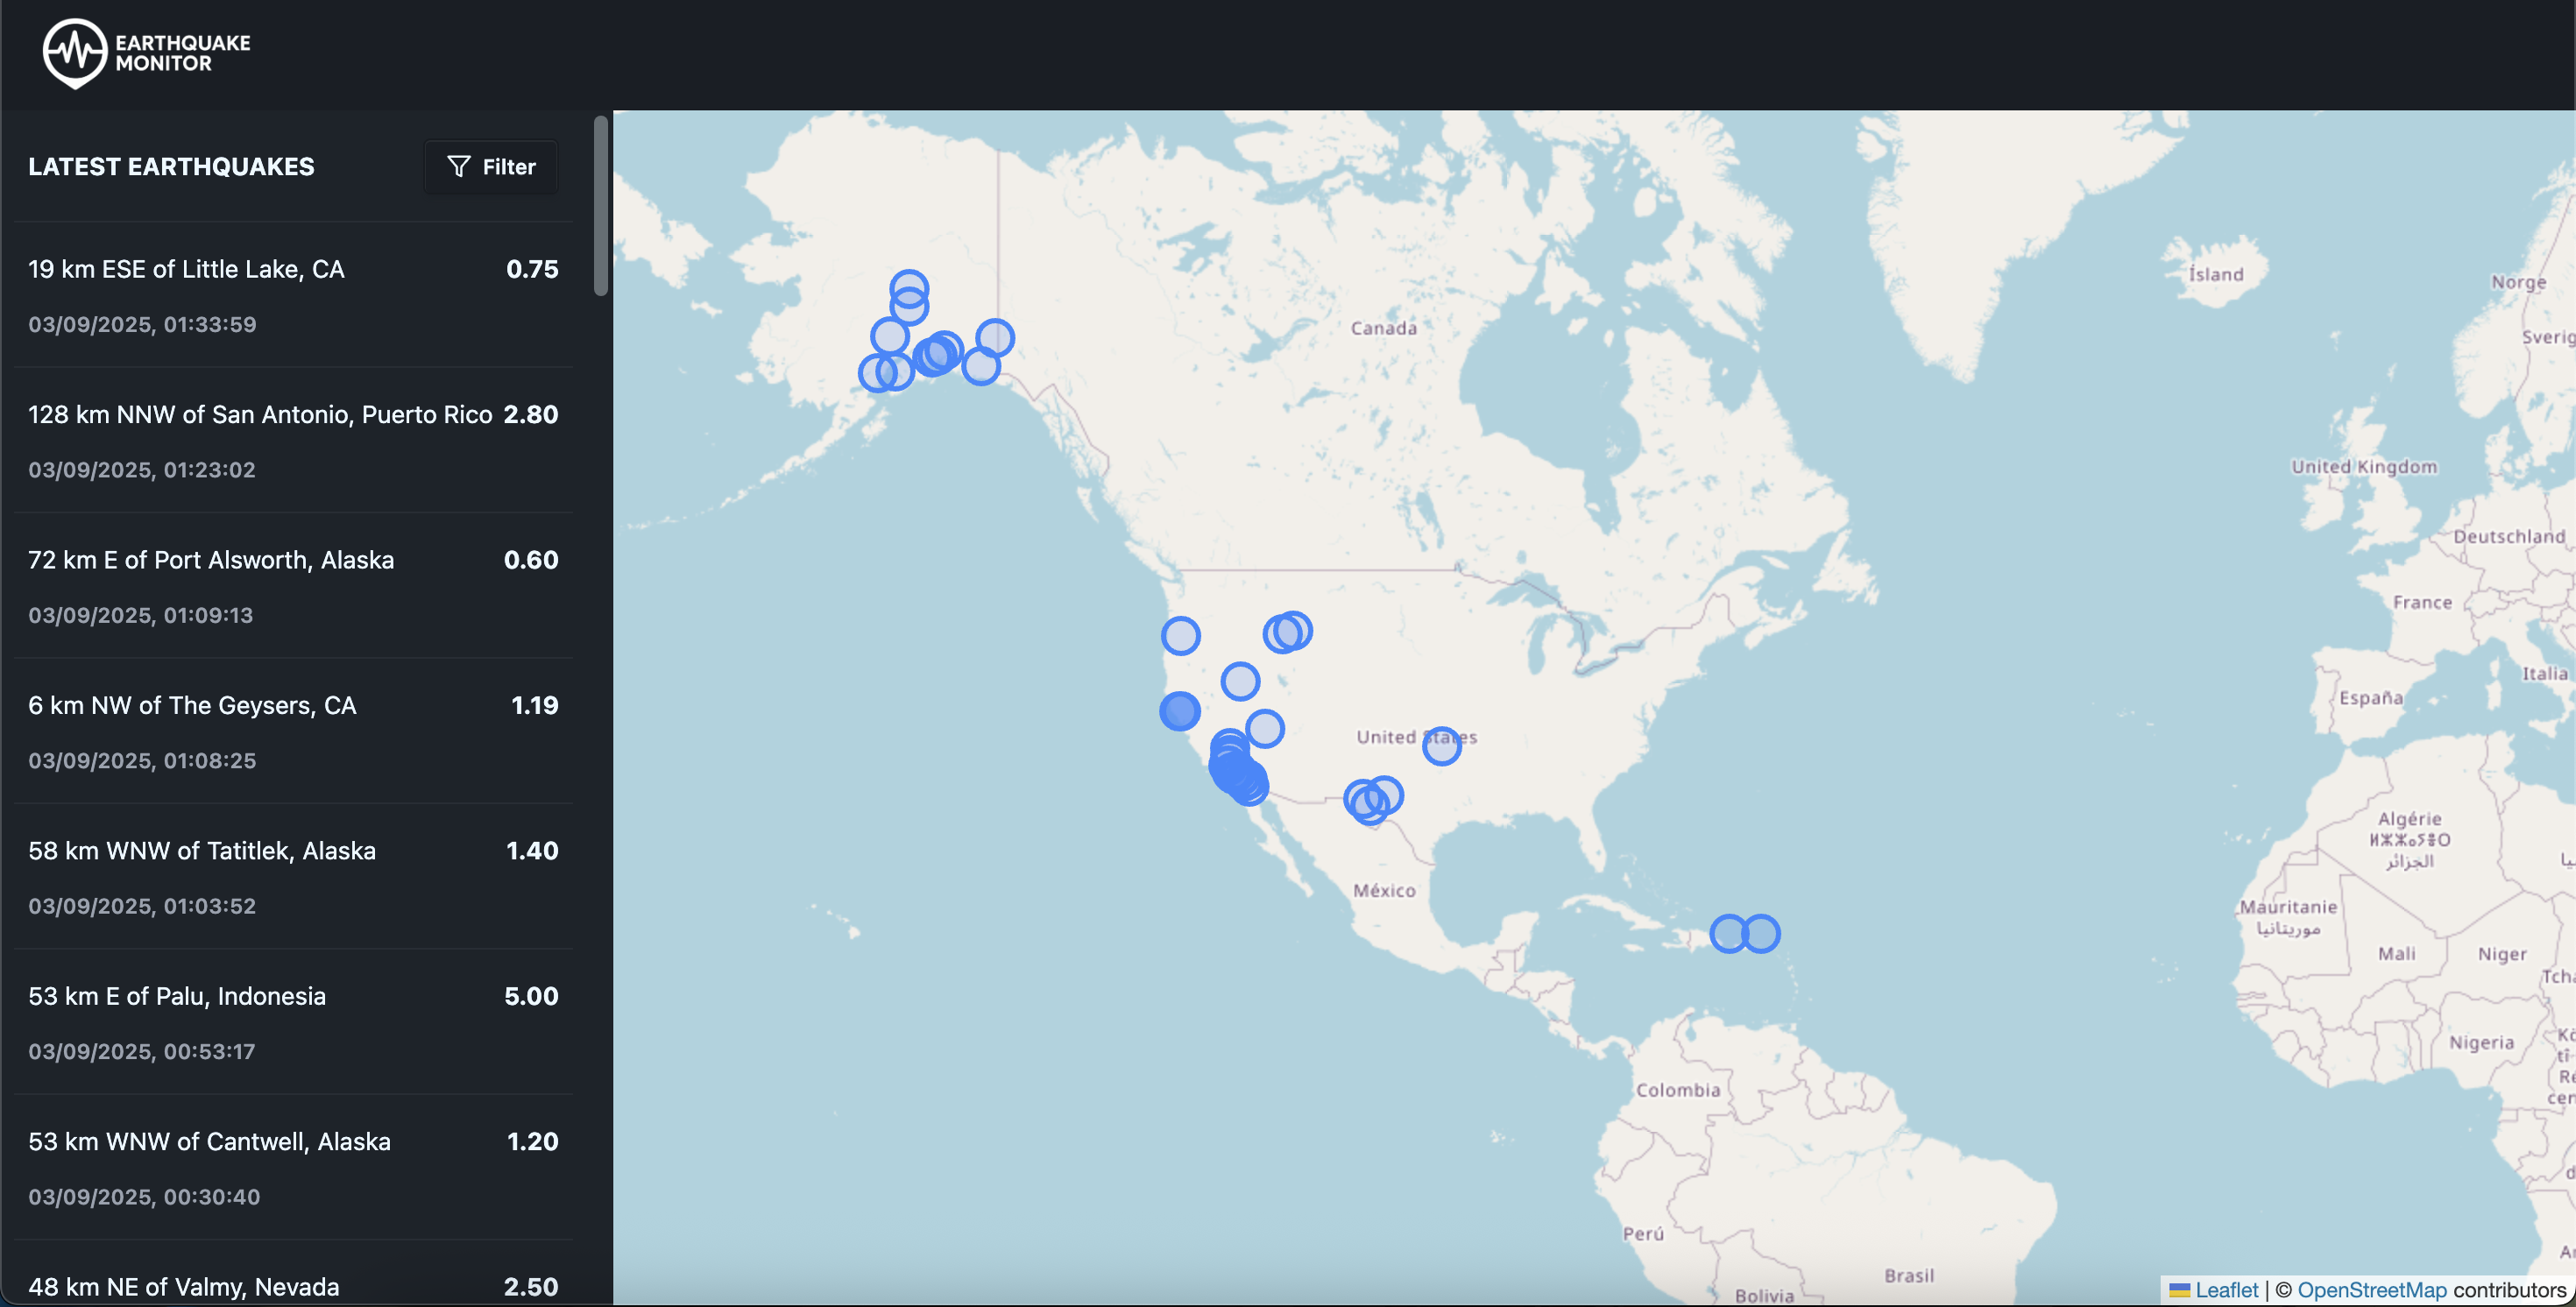 EARTHQUAKE
MONITOR
LATEST EARTHQUAKES
Filter
19 km ESE of Little Lake, CA 0.75
03/09/2025, 01:33:59
128 km NNW of San Antonio, Puerto Rico 2.80
03/09/2025, 01:23:02
72 km E of Port Alsworth, Alaska 0.60
03/09/2025, 01:09:13
6 km NW of The Geysers, CA 1.19
03/09/2025, 01:08:25
58 km WNW of Tatitlek, Alaska 1.40
03/09/2025, 01:03:52
53 km E of Palu, Indonesia 5.00
03/09/2025, 00:53:17
53 km WNW of Cantwell, Alaska 1.20
03/09/2025, 00:30:40
48 km NE of Valmy, Nevada 2.50
Ísland
Norge
Sverig
Canada
United Kingdom
Deutschland
France
Italia
España
United States
Algérie
الجزائر
México
Mauritanie
موريتانيا
Mali
Niger
Tcha
Nigeria
Colombia
Perú
Brasil
Bolivia
Leaflet | © OpenStreetMap contributors